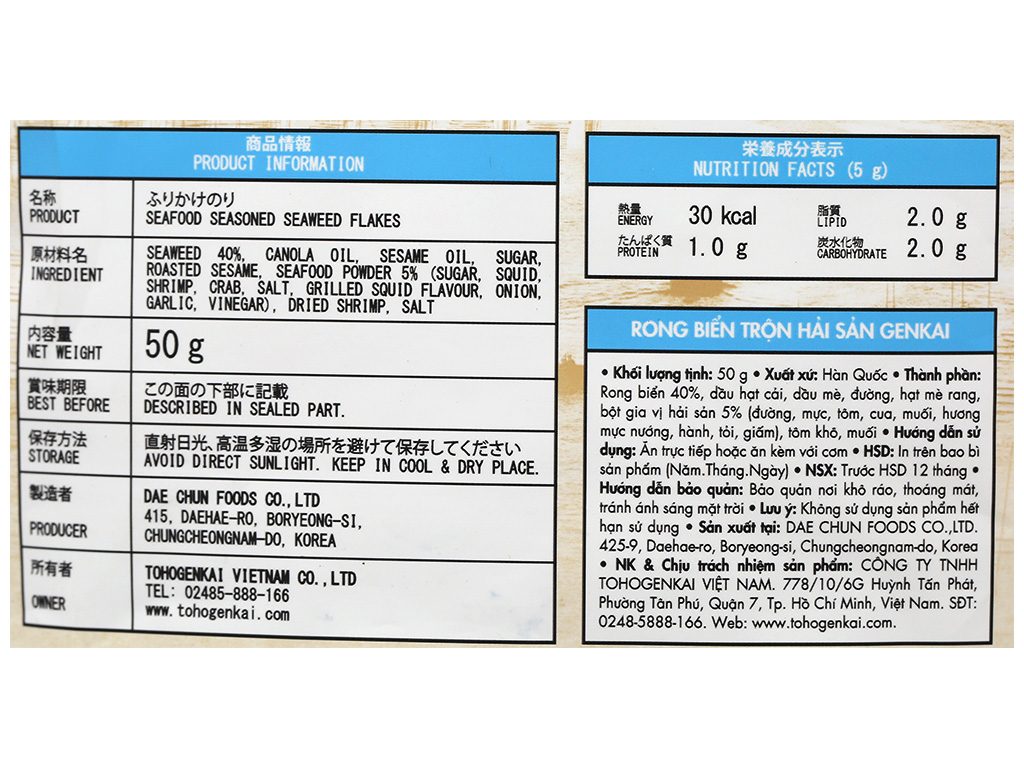 商品情報
PRODUCT INFORMATION
名称
PRODUCT
ふりかけのり
SEAFOOD SEASONED SEAWEED FLAKES
原材料名
INGREDIENT
SEAWEED 40%, CANOLA OIL, SESAME OIL, SUGAR,
ROASTED SESAME, SEAFOOD POWDER 5% (SUGAR, SQUID,
SHRIMP, CRAB, SALT, GRILLED SQUID FLAVOUR, ONION,
GARLIC, VINEGAR), DRIED SHRIMP, SALT
内容量
NET WEIGHT
50 g
賞味期限
BEST BEFORE
この面の下部に記載
DESCRIBED IN SEALED PART.
保存方法
STORAGE
直射日光、高温多湿の場所を避けて保存してください
AVOID DIRECT SUNLIGHT. KEEP IN COOL & DRY PLACE.
製造者
PRODUCER
DAE CHUN FOODS CO.,LTD
415, DAEHAE-RO, BORYEONG-SI,
CHUNGCHEONGNAM-DO, KOREA
所有者
OWNER
TOHOGENKAI VIETNAM CO.,LTD
TEL: 02485-888-166
www.tohogenkai.com
栄養成分表示
NUTRITION FACTS (5 g)
熱量
ENERGY
30 kcal
脂質
LIPID
2.0 g
たんぱく質
PROTEIN
1.0 g
炭水化物
CARBOHYDRATE
2.0 g
RONG BIỂN TRỘN HẢI SẢN GENKAI
• Khối lượng tịnh: 50 g • Xuất xứ: Hàn Quốc • Thành phần:
Rong biển 40%, dầu hạt cải, dầu mè, đường, hạt mè rang,
bột gia vị hải sản 5% (đường, mực, tôm, cua, muối, hương
mực nướng, hành, tỏi, giấm), tôm khô, muối • Hướng dẫn sử
dụng: Ăn trực tiếp hoặc ăn kèm với cơm • HSD: In trên bao bì
sản phẩm (Năm.Tháng.Ngày) • NSX: Trước HSD 12 tháng •
Hướng dẫn bảo quản: Bảo quản nơi khô ráo, thoáng mát,
tránh ánh sáng mặt trời • Lưu ý: Không sử dụng sản phẩm hết
hạn sử dụng • Sản xuất tại: DAE CHUN FOODS CO.,LTD.
425-9, Daehae-ro, Boryeong-si, Chungcheongnam-do, Korea
• NK & Chịu trách nhiệm sản phẩm: CÔNG TY TNHH
TOHOGENKAI VIỆT NAM. 778/10/6G Huỳnh Tấn Phát,
Phường Tân Phú, Quận 7, Tp. Hồ Chí Minh, Việt Nam. SĐT:
0248-5888-166. Web: www.tohogenkai.com.